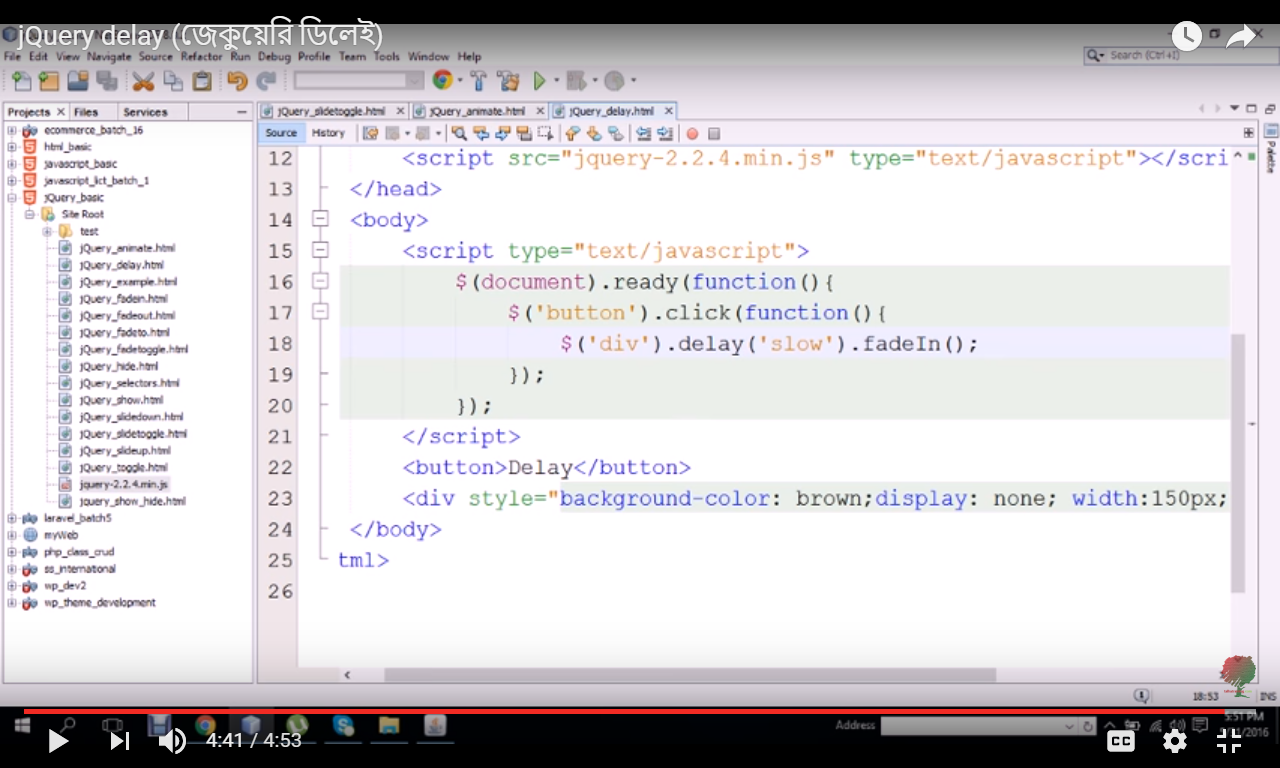 jQuery delay (জেকুয়েরি ডিলেই)
File Edit View Navigate Source Refactor Run Debug Profile Team Tools Window Help
Search (Ctrl+I)
Projects Files Services
jQuery_slidetoggle.html jQuery_animate.html jQuery_delay.html
Source History
Palette
ecommerce_batch_16
html_basic
javascript_basic
javascript_lict_batch_1
jQuery_basic
Site Root
test
jQuery_animate.html
jQuery_delay.html
jQuery_example.html
jQuery_fadein.html
jQuery_fadeout.html
jQuery_fadeto.html
jQuery_fadetoggle.html
jQuery_hide.html
jQuery_selectors.html
jQuery_show.html
jQuery_slidedown.html
jQuery_slidetoggle.html
jQuery_slideup.html
jQuery_toggle.html
jquery-2.2.4.min.js
jquery_show_hide.html
laravel_batch5
myWeb
php_class_crud
ss_international
wp_dev2
wp_theme_development
12 <script src="jquery-2.2.4.min.js" type="text/javascript"></scri
13 </head>
14 <body>
15 <script type="text/javascript">
16 $(document).ready(function(){
17 $('button').click(function(){
18 $('div').delay('slow').fadeIn();
19 });
20 });
21 </script>
22 <button>Delay</button>
23 <div style="background-color: brown;display: none; width:150px;
24 </body>
25 tml>
26
18:53 INS
Address
5:51 PM
4:41 / 4:53
CC